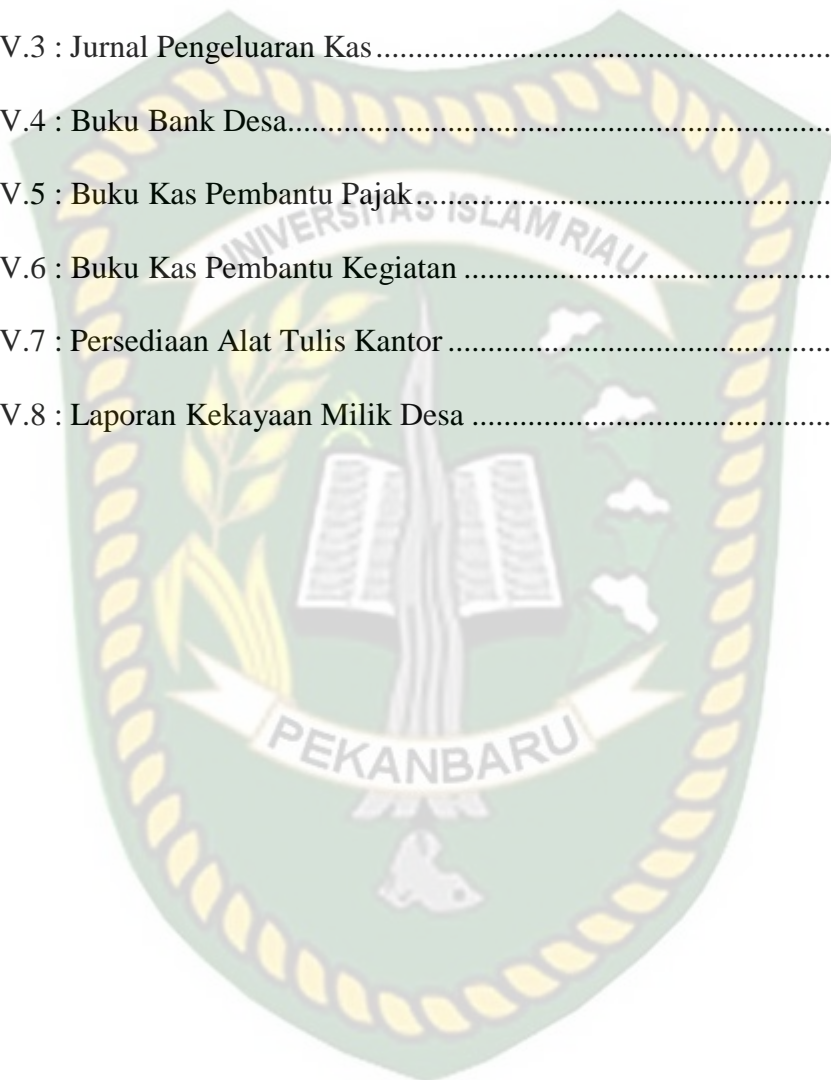 V.3 : Jurnal Pengeluaran Kas ..........................................................
V.4 : Buku Bank Desa.....................................................................
V.5 : Buku Kas Pembantu Pajak .....................................................
UNIVERSITAS ISLAM RIAU
V.6 : Buku Kas Pembantu Kegiatan ..............................................
V.7 : Persediaan Alat Tulis Kantor ................................................
V.8 : Laporan Kekayaan Milik Desa .............................................
PEKANBARU